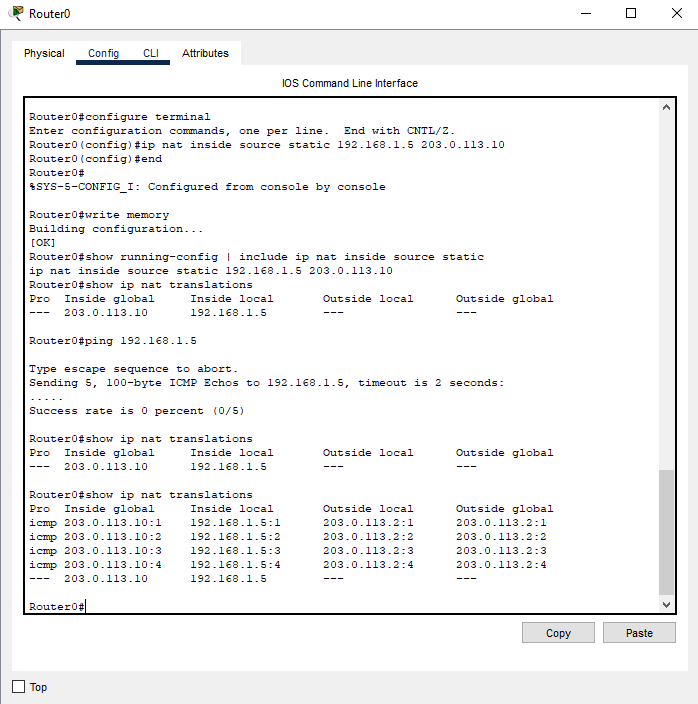 Router0
Physical Config CLI Attributes
IOS Command Line Interface
Router0#configure terminal
Enter configuration commands, one per line.  End with CNTL/Z.
Router0(config)#ip nat inside source static 192.168.1.5 203.0.113.10
Router0(config)#end
Router0#
%SYS-5-CONFIG_I: Configured from console by console
Router0#write memory
Building configuration...
[OK]
Router0#show running-config | include ip nat inside source static
ip nat inside source static 192.168.1.5 203.0.113.10
Router0#show ip nat translations
Pro  Inside global     Inside local       Outside local      Outside global
---  203.0.113.10      192.168.1.5        ---                ---
Router0#ping 192.168.1.5
Type escape sequence to abort.
Sending 5, 100-byte ICMP Echos to 192.168.1.5, timeout is 2 seconds:
.....
Success rate is 0 percent (0/5)
Router0#show ip nat translations
Pro  Inside global     Inside local       Outside local      Outside global
---  203.0.113.10      192.168.1.5        ---                ---
Router0#show ip nat translations
Pro  Inside global     Inside local       Outside local      Outside global
icmp 203.0.113.10:1    192.168.1.5:1      203.0.113.2:1      203.0.113.2:1
icmp 203.0.113.10:2    192.168.1.5:2      203.0.113.2:2      203.0.113.2:2
icmp 203.0.113.10:3    192.168.1.5:3      203.0.113.2:3      203.0.113.2:3
icmp 203.0.113.10:4    192.168.1.5:4      203.0.113.2:4      203.0.113.2:4
---  203.0.113.10      192.168.1.5        ---                ---
Router0#
Copy Paste
Top